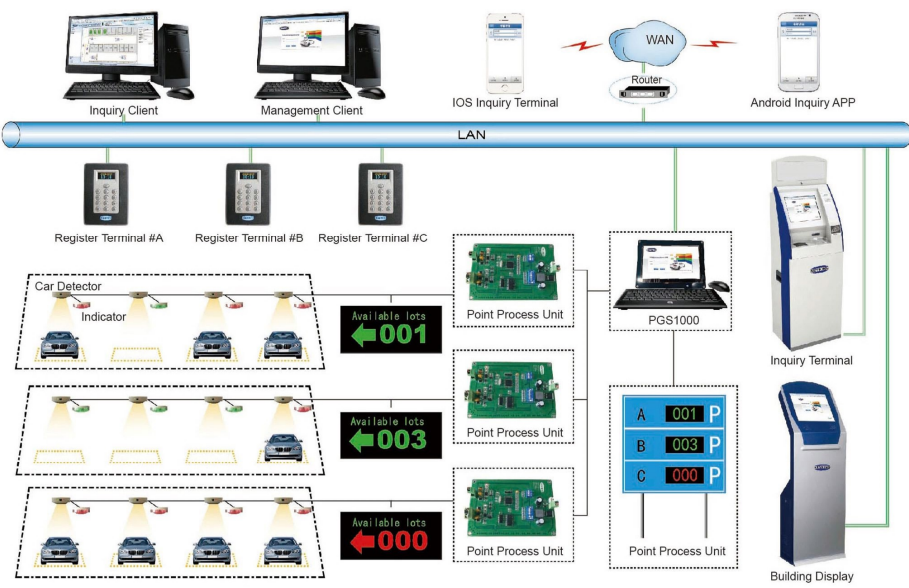 WAN
Router
Inquiry Client
Management Client
IOS Inquiry Terminal
Android Inquiry APP
LAN
Register Terminal #A
Register Terminal #B
Register Terminal #C
Car Detector
Indicator
Available lots
001
Point Process Unit
PGS1000
Inquiry Terminal
Available lots
003
Point Process Unit
A 001 P
B 003 P
C 000 P
Available lots
000
Point Process Unit
Point Process Unit
Building Display